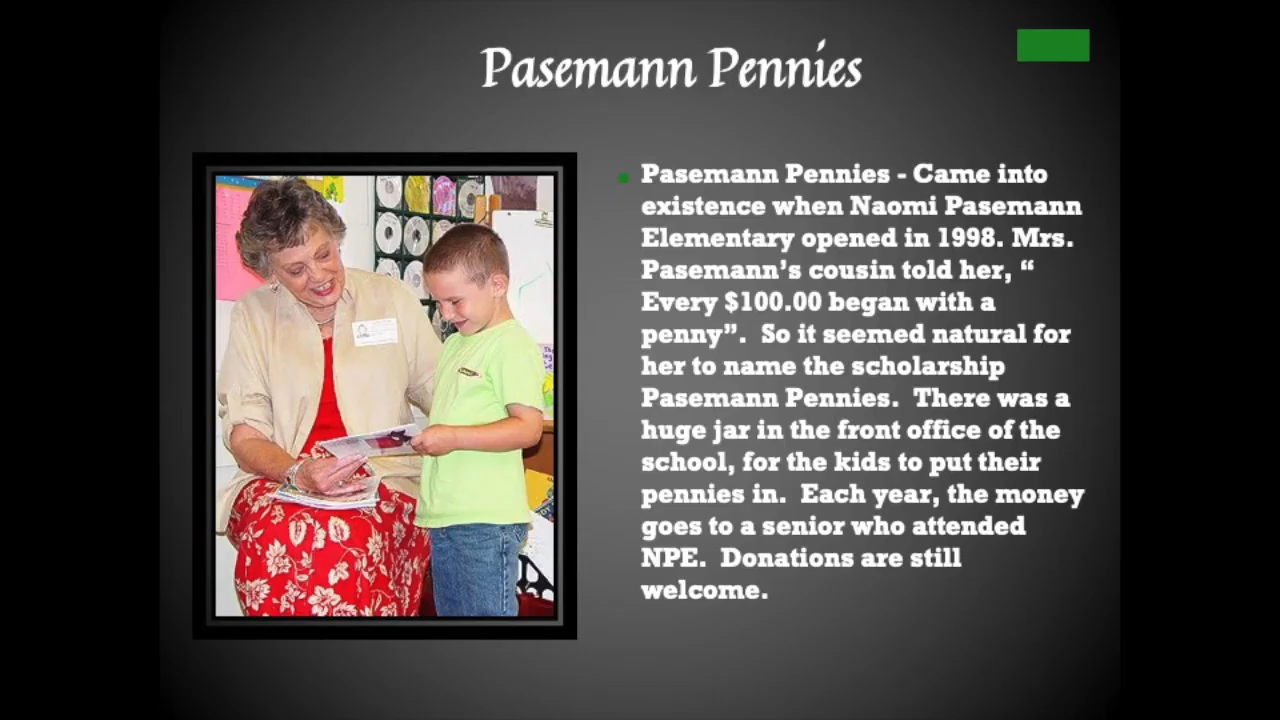 Pasemann Pennies
Pasemann Pennies - Came into
existence when Naomi Pasemann
Elementary opened in 1998. Mrs.
Pasemann’s cousin told her, “
Every $100.00 began with a
penny”.  So it seemed natural for
her to name the scholarship
Pasemann Pennies.  There was a
huge jar in the front office of the
school, for the kids to put their
pennies in.  Each year, the money
goes to a senior who attended
NPE.  Donations are still
welcome.